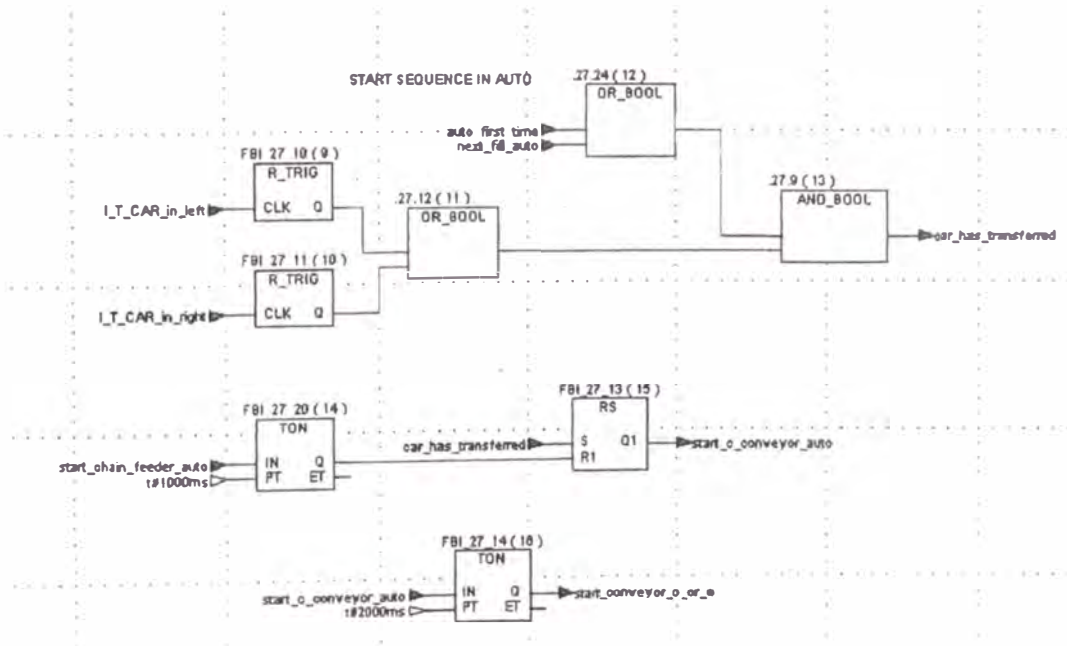 START SEQUENCE IN AUTO
.27.24 ( 12 )
OR_BOOL
auto_first_time
next_fill_auto
FBI_27_10 ( 9 )
R_TRIG
I_T_CAR_in_left
CLK Q
.27.12 ( 11 )
OR_BOOL
.27.9 ( 13 )
AND_BOOL
car_has_transferred
FBI_27_11 ( 10 )
R_TRIG
I_T_CAR_in_right
CLK Q
FBI_27_20 ( 14 )
TON
start_chain_feeder_auto
IN Q
t#1000ms
PT ET
FBI_27_13 ( 15 )
RS
car_has_transferred
S Q1
R1
start_c_conveyor_auto
FBI_27_14 ( 16 )
TON
start_c_conveyor_auto
IN Q
t#2000ms
PT ET
start_conveyor_c_or_e